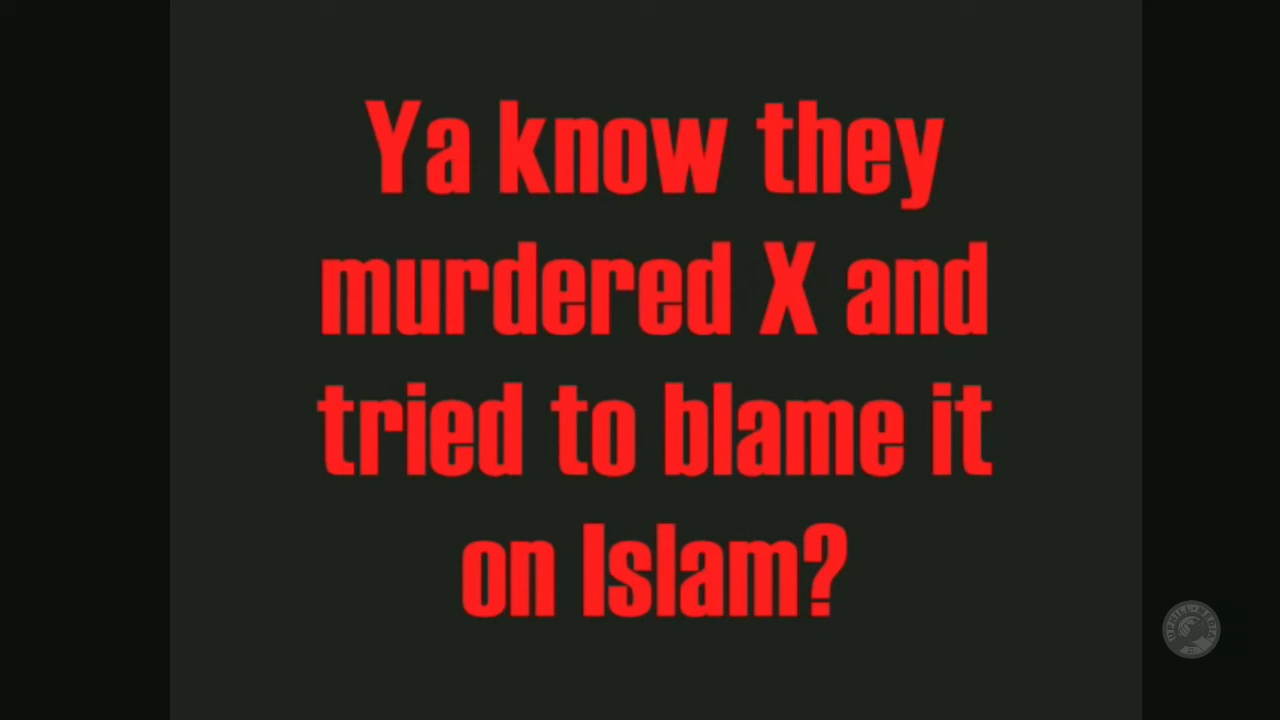 Ya know they
murdered X and
tried to blame it
on Islam?